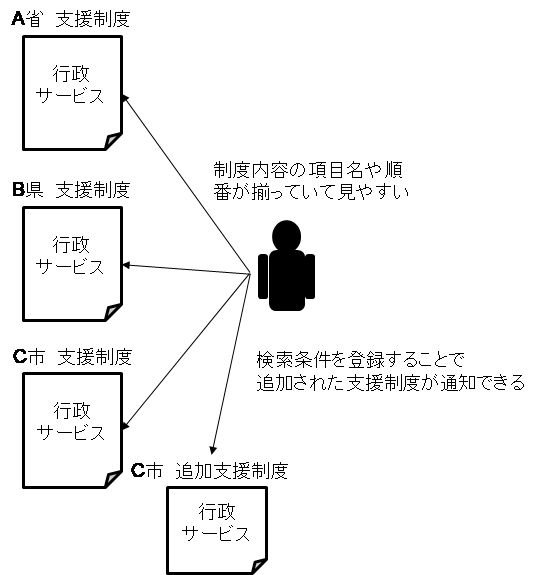 A省　支援制度
行政
サービス
制度内容の項目名や順
番が揃っていて見やすい
B県　支援制度
行政
サービス
C市　支援制度
行政
サービス
検索条件を登録することで
追加された支援制度が通知できる
C市　追加支援制度
行政
サービス